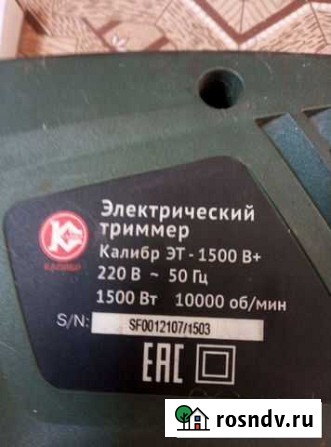 Электрический
триммер
Калибр ЭТ - 1500 В+
220 В ~ 50 Гц
1500 Вт 10000 об/мин
S/N: SF0012107/1503
EAC
rosndv.ru